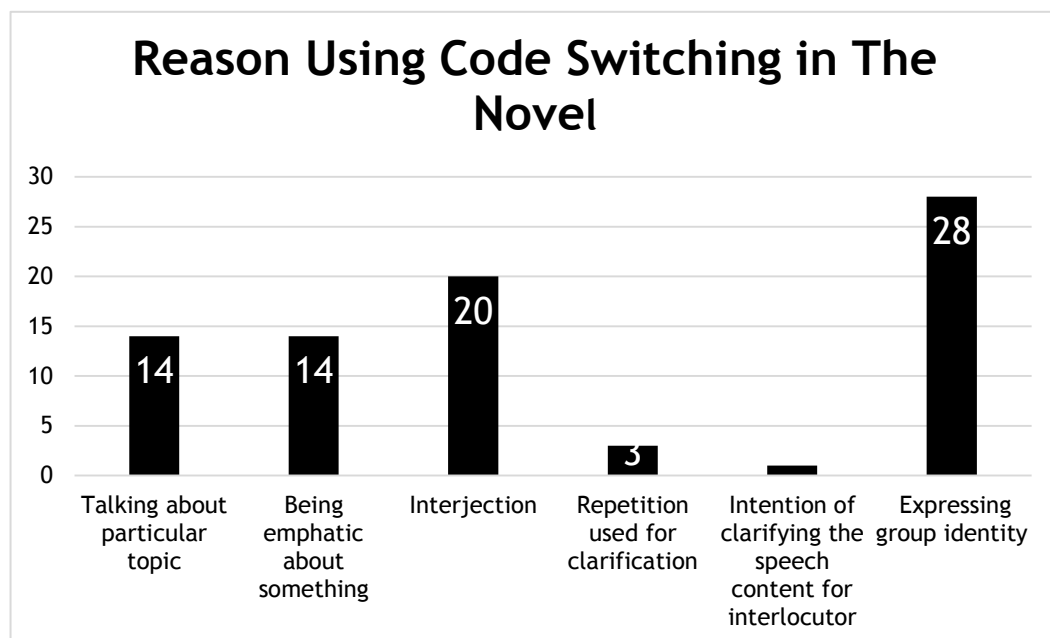 Reason Using Code Switching in The
Novel
30
25
20
15
10
5
0
14
14
20
3
28
Talking about
particular
topic
Being
emphatic
about
something
Interjection
Repetition
used for
clarification
Intention of
clarifying the
speech
content for
interlocutor
Expressing
group identity